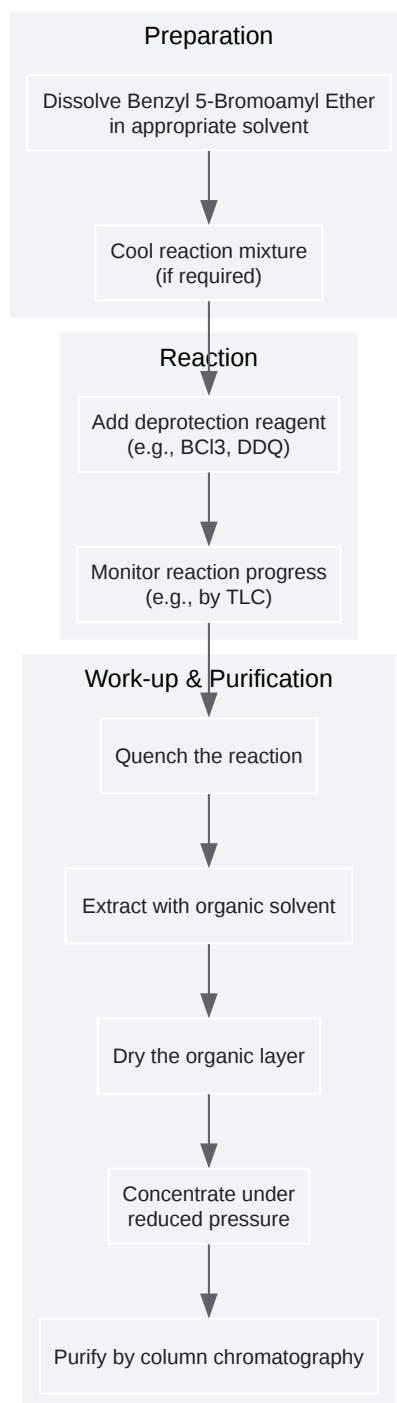 Preparation
Dissolve Benzyl 5-Bromoamyl Ether
in appropriate solvent
Cool reaction mixture
(if required)
Reaction
Add deprotection reagent
(e.g., BCl3, DDQ)
Monitor reaction progress
(e.g., by TLC)
Work-up & Purification
Quench the reaction
Extract with organic solvent
Dry the organic layer
Concentrate under
reduced pressure
Purify by column chromatography